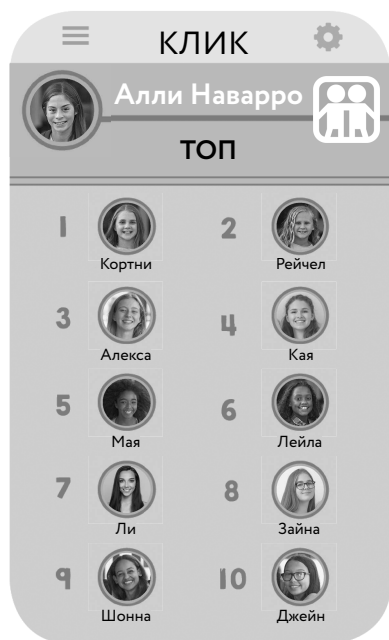 КЛИК
Алли Наварро
ТОП
1 2
Кортни Рейчел
3 4
Алекса Кая
5 6
Мая Лейла
7 8
Ли Зайна
9 10
Шонна Джейн